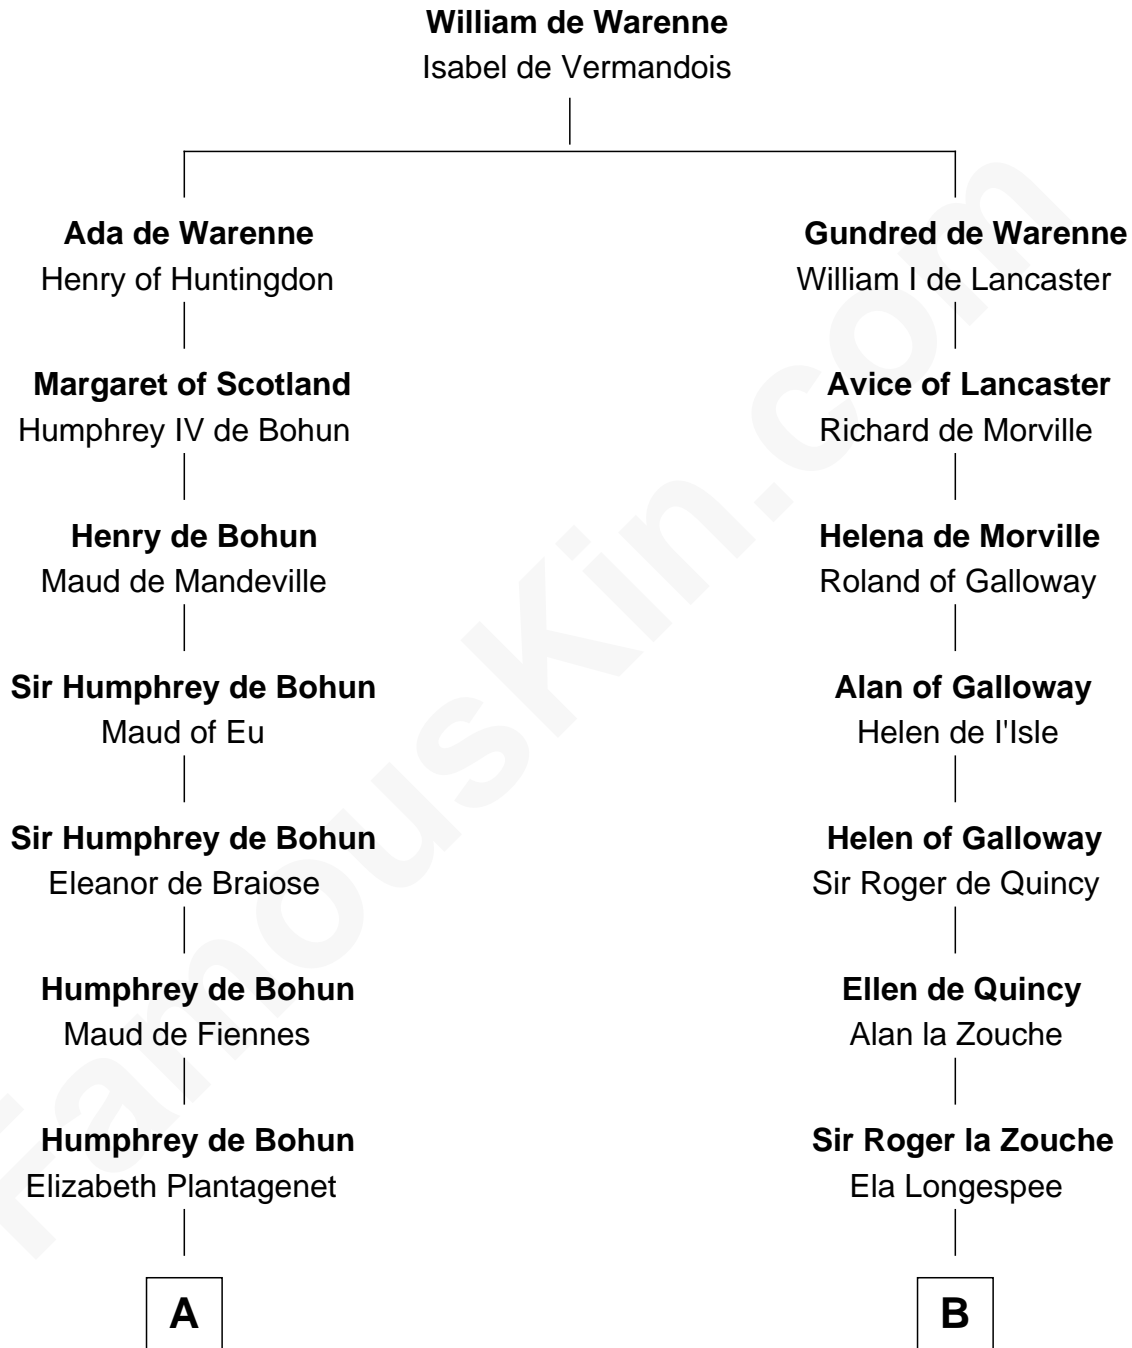 William de Warenne
Isabel de Vermandois
Ada de Warenne
Henry of Huntingdon
Margaret of Scotland
Humphrey IV de Bohun
Henry de Bohun
Maud de Mandeville
Sir Humphrey de Bohun
Maud of Eu
Sir Humphrey de Bohun
Eleanor de Braiose
Humphrey de Bohun
Maud de Fiennes
Humphrey de Bohun
Elizabeth Plantagenet
A
Gundred de Warenne
William I de Lancaster
Avice of Lancaster
Richard de Morville
Helena de Morville
Roland of Galloway
Alan of Galloway
Helen de I'Isle
Helen of Galloway
Sir Roger de Quincy
Ellen de Quincy
Alan la Zouche
Sir Roger la Zouche
Ela Longespee
B
FamousKin.com